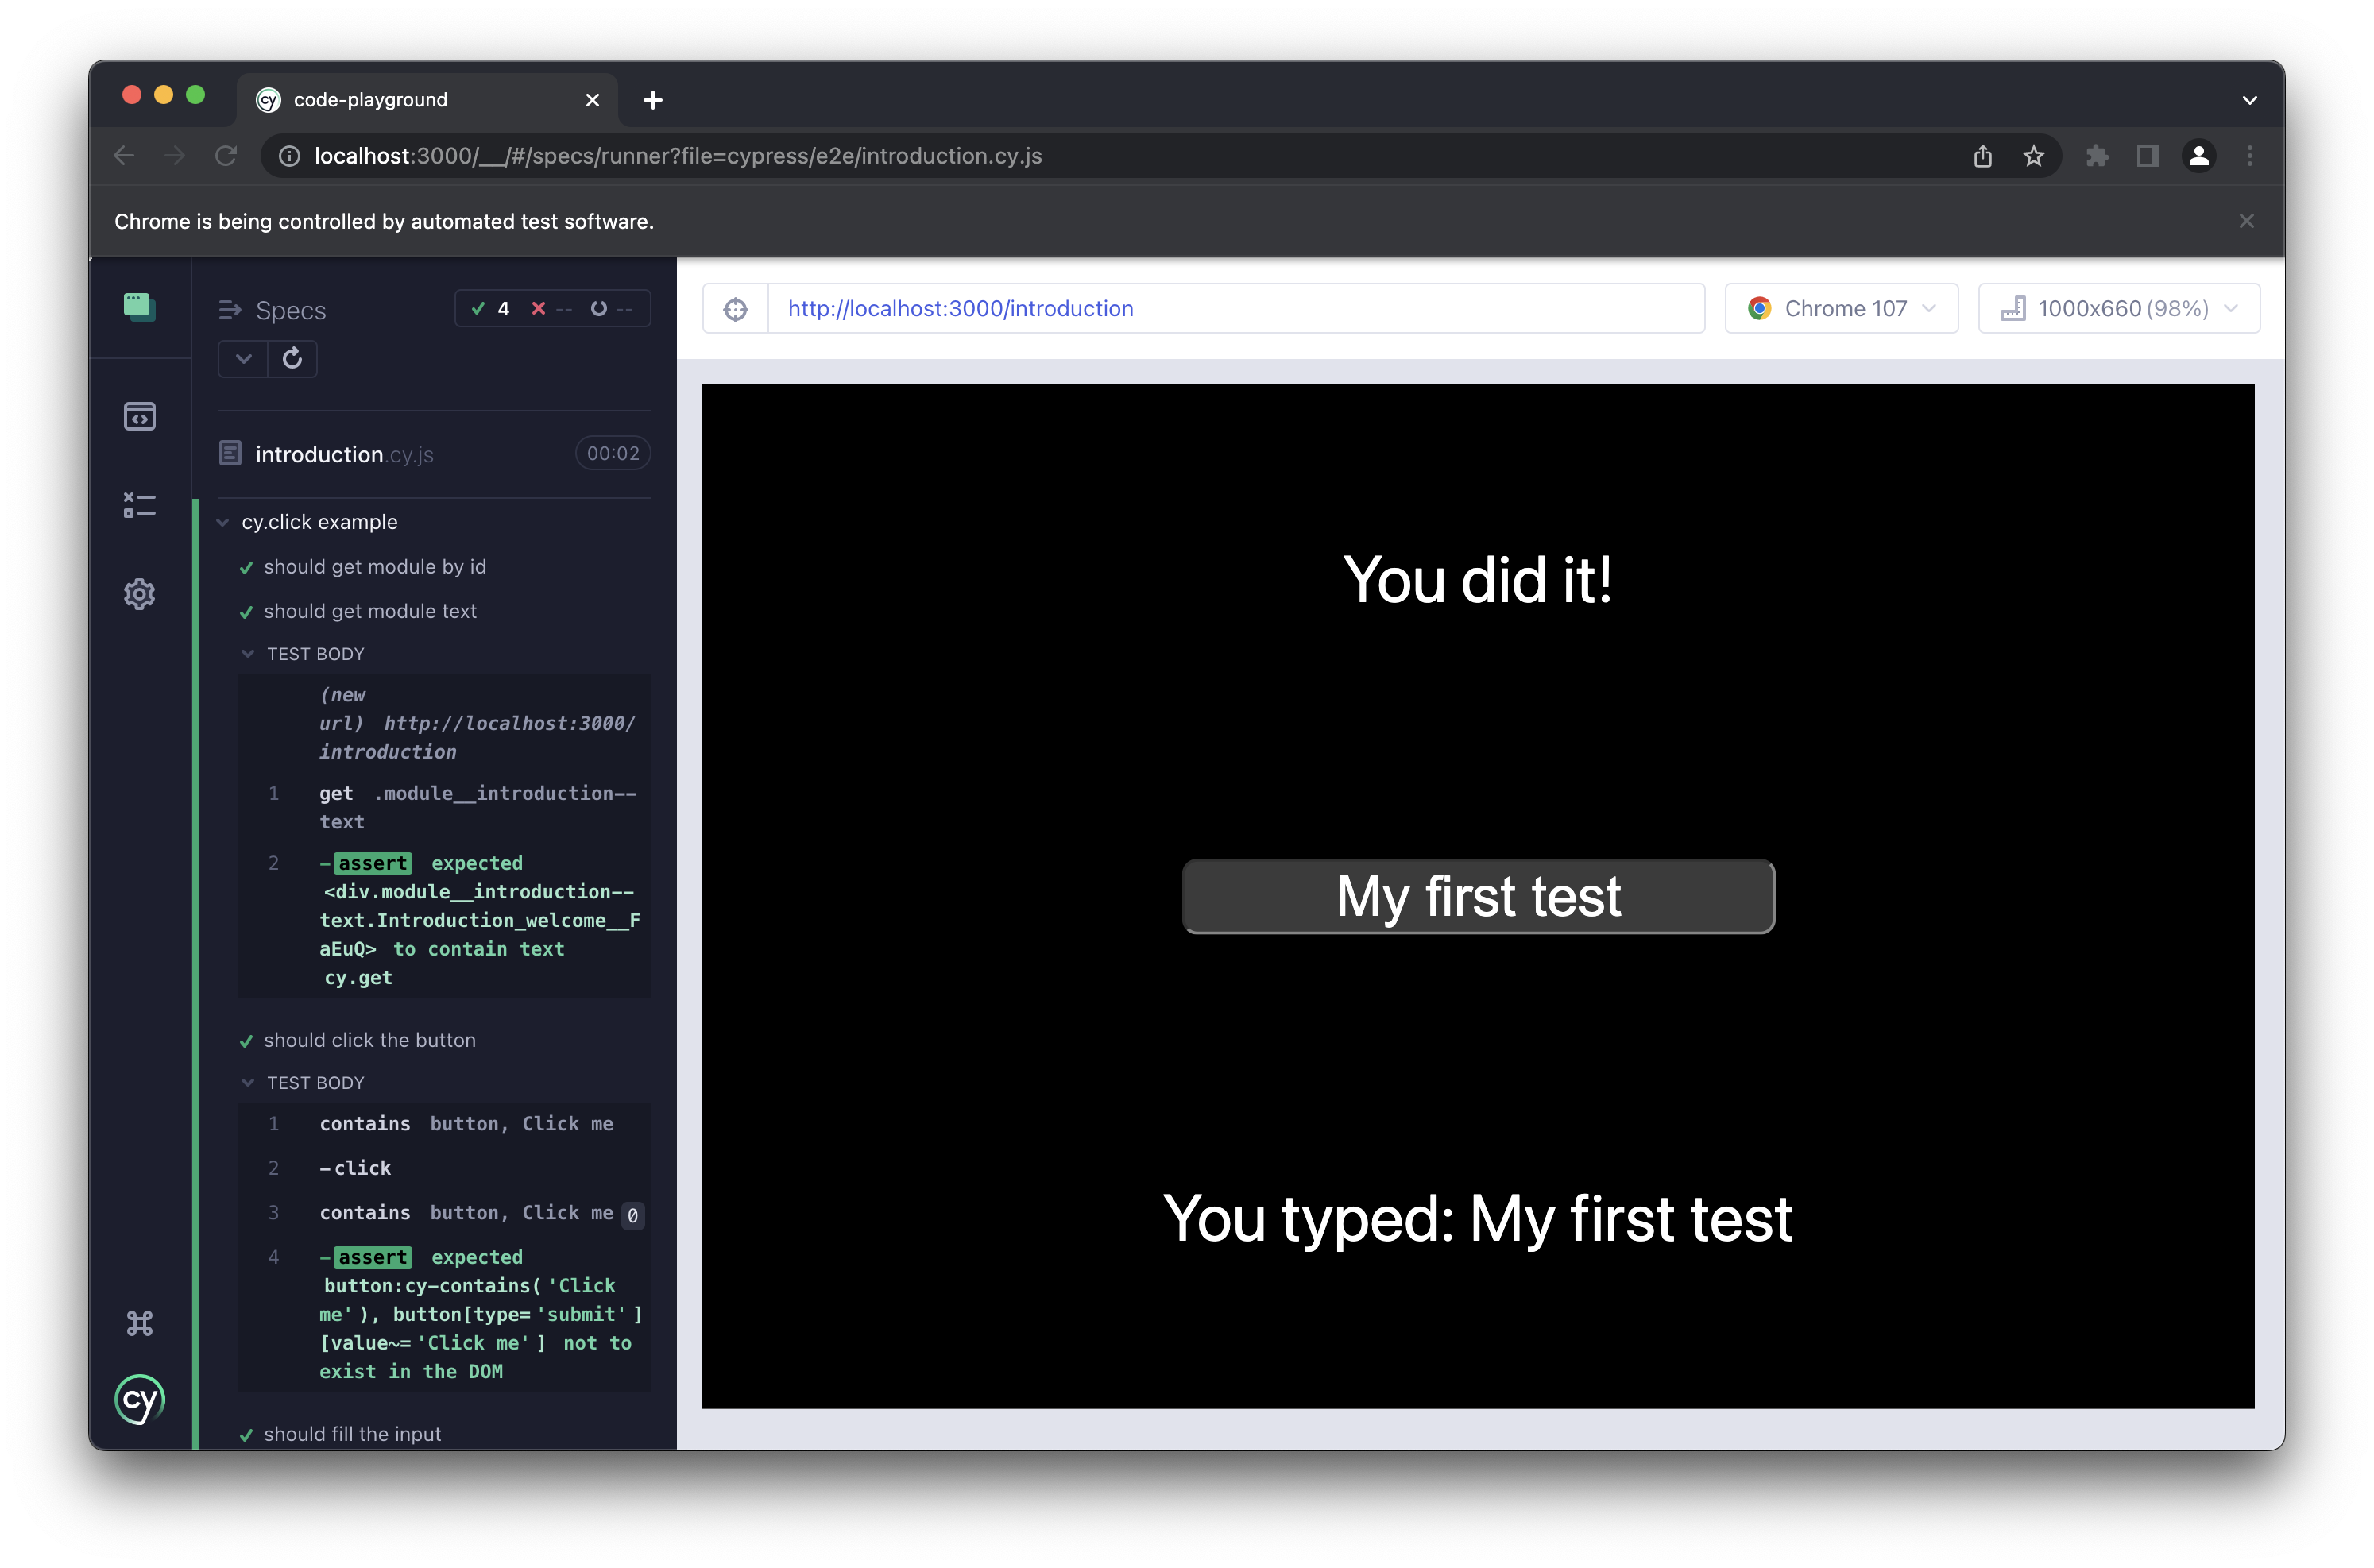 code-playground
localhost:3000/__/#/specs/runner?file=cypress/e2e/introduction.cy.js
Chrome is being controlled by automated test software.
Specs
4 -- --
introduction.cy.js 00:02
cy.click example
should get module by id
should get module text
TEST BODY
(new
url) http://localhost:3000/
introduction
1 get .module__introduction--
text
2 -assert expected
<div.module__introduction--
text.Introduction_welcome__F
aEuQ> to contain text
cy.get
should click the button
TEST BODY
1 contains button, Click me
2 -click
3 contains button, Click me 0
4 -assert expected
button:cy-contains('Click
me'), button[type='submit']
[value~='Click me'] not to
exist in the DOM
should fill the input
cy
http://localhost:3000/introduction
Chrome 107
1000x660 (98%)
You did it!
My first test
You typed: My first test